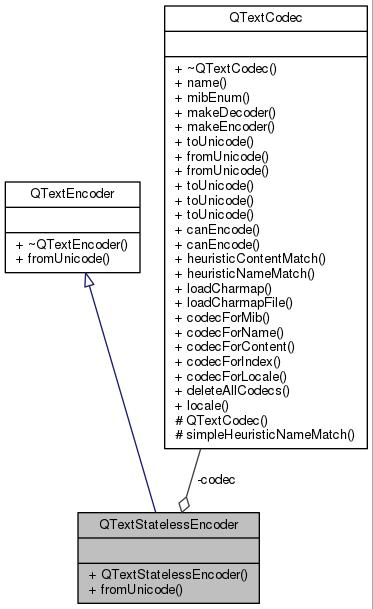 QTextCodec
+ ~QTextCodec()
+ name()
+ mibEnum()
+ makeDecoder()
+ makeEncoder()
+ toUnicode()
+ fromUnicode()
+ fromUnicode()
+ toUnicode()
+ toUnicode()
+ toUnicode()
+ canEncode()
+ canEncode()
+ heuristicContentMatch()
+ heuristicNameMatch()
+ loadCharmap()
+ loadCharmapFile()
+ codecForMib()
+ codecForName()
+ codecForContent()
+ codecForIndex()
+ codecForLocale()
+ deleteAllCodecs()
+ locale()
# QTextCodec()
# simpleHeuristicNameMatch()
QTextEncoder
+ ~QTextEncoder()
+ fromUnicode()
-codec
QTextStatelessEncoder
+ QTextStatelessEncoder()
+ fromUnicode()